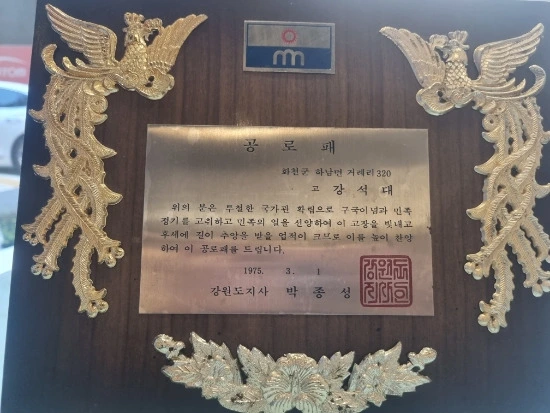 공로패
화천군 하남면 거레리 320
고 강석대
위의 분은 투철한 국가관 확립으로 구국이념과 민족
정기를 고취하고 민족의 얼을 선양하여 이 고장을 빛내고
후세에 길이 추앙을 받을 업적이 크므로 이를 높이 찬양
하여 이 공로패를 드립니다.
1975. 3. 1
강원도지사 박종성